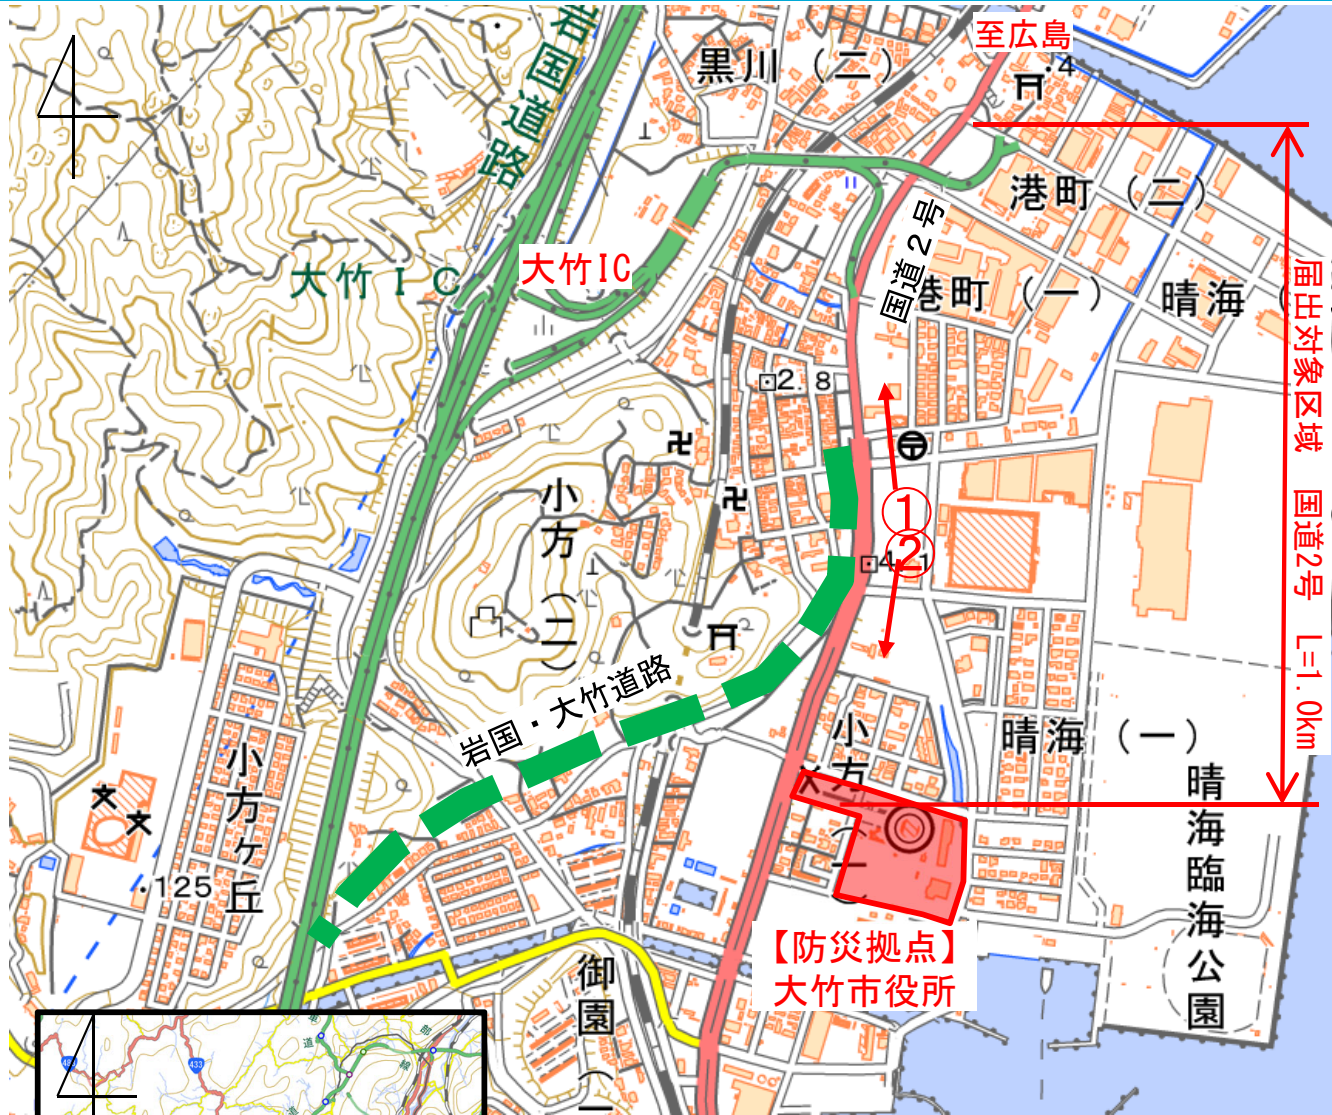 至広島
岩国道路
黒川（二）
4
港町（二）
国道2号
大竹ＩＣ
大竹IC
港町（一）
晴海（
届出対象区域　国道2号　L=1.0km
100
2.8
①
②
4.1
小方（二）
岩国・大竹道路
小方ヶ丘
小方（一）
晴海（一）
晴海臨海公園
125
【防災拠点】
大竹市役所
御園（一
433